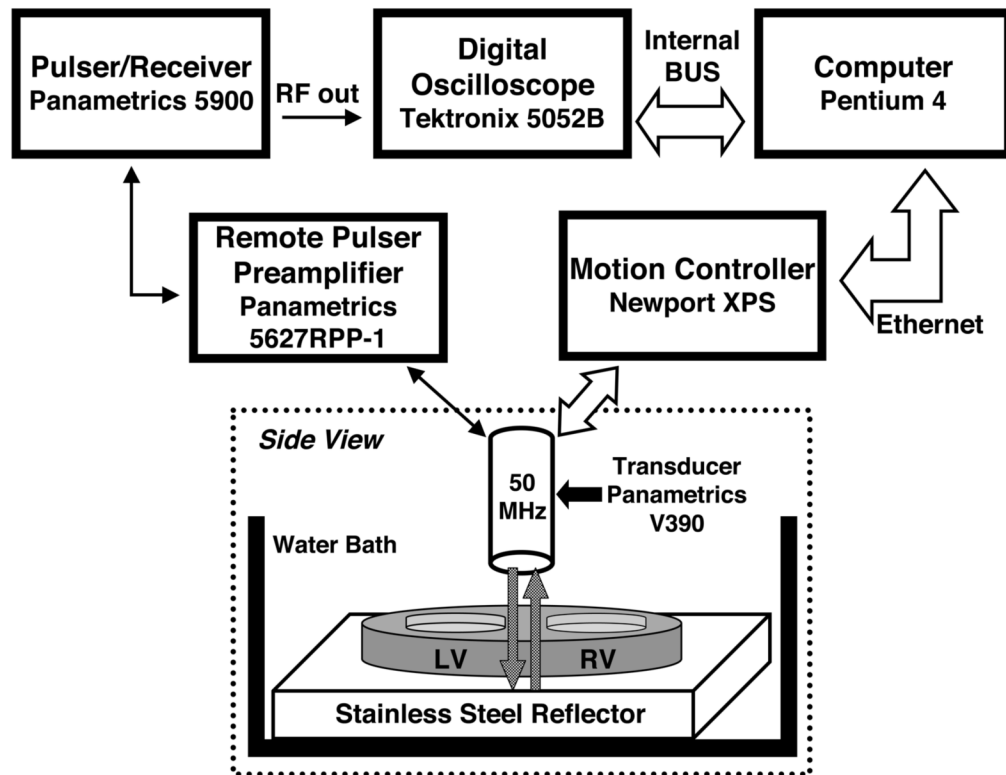 Pulser/Receiver
Panametrics 5900
RF out
Digital
Oscilloscope
Tektronix 5052B
Internal
BUS
Computer
Pentium 4
Remote Pulser
Preamplifier
Panametrics
5627RPP-1
Motion Controller
Newport XPS
Ethernet
Side View
50
MHz
Transducer
Panametrics
V390
Water Bath
LV
RV
Stainless Steel Reflector